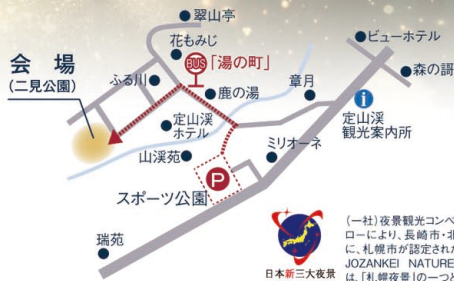 翠山亭
花もみじ
ビューホテル
会場
(二見公園)
BUS「湯の町」
ふる川
森の謌
鹿の湯
章月
i
定山渓
ホテル
定山渓
観光案内所
山渓苑
ミリオーネ
P
スポーツ公園
瑞苑
日本新三大夜景
(一社)夜景観光コンベ
ローにより、長崎市・北
に、札幌市が認定された
JOZANKEI NATURE
は、「札幌夜景」の一つと